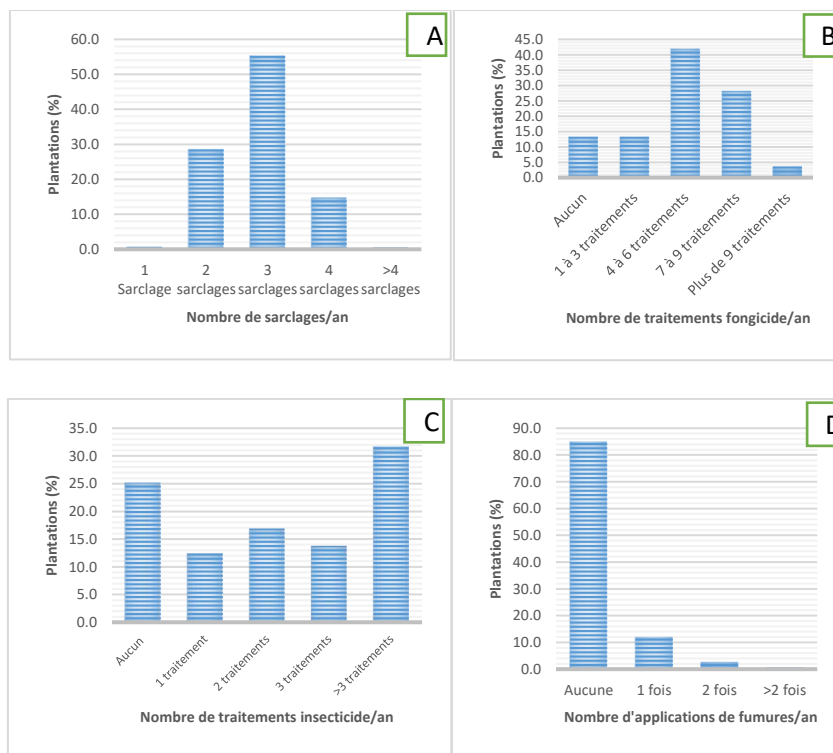 A
60.0
50.0
40.0
30.0
20.0
10.0
0.0
Plantations (%)
1 2 3 4 >4
Sarclage sarclages sarclages sarclages sarclages
Nombre de sarclages/an
B
45.0
40.0
35.0
30.0
25.0
20.0
15.0
10.0
5.0
0.0
Plantations (%)
Aucun
1 à 3 traitements
4 à 6 traitements
7 à 9 traitements
Plus de 9 traitements
Nombre de traitements fongicide/an
C
35.0
30.0
25.0
20.0
15.0
10.0
5.0
0.0
Plantations (%)
Aucun
1 traitement
2 traitements
3 traitements
>3 traitements
Nombre de traitements insecticide/an
D
90.0
80.0
70.0
60.0
50.0
40.0
30.0
20.0
10.0
0.0
Plantations (%)
Aucune 1 fois 2 fois >2 fois
Nombre d'applications de fumures/an